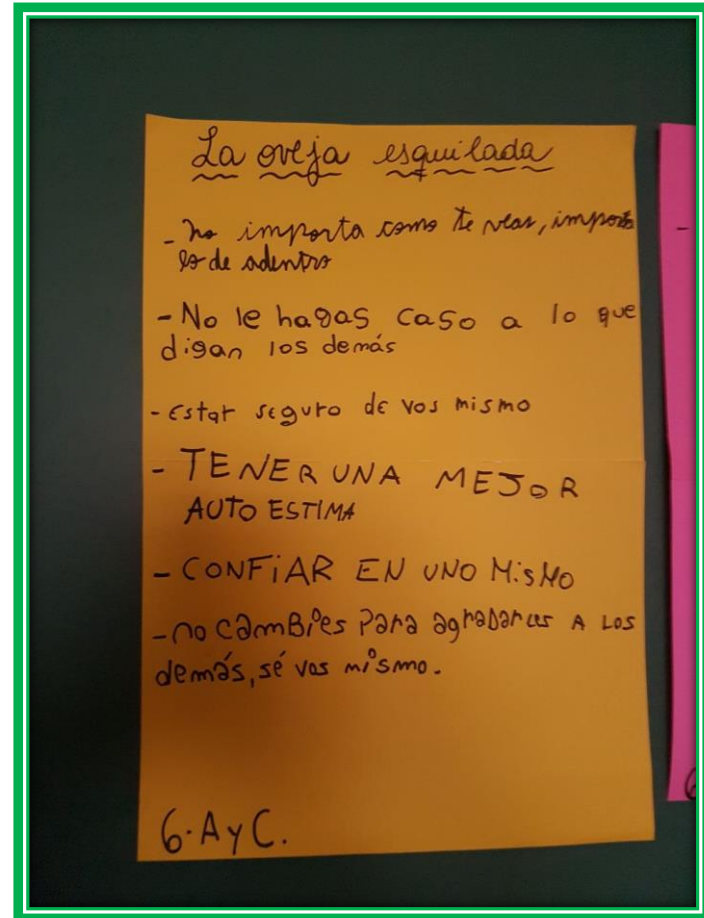 La oveja esquilada
- no importa como te veas, importa
lo de adentro
- No le hagas caso a lo que
digan los demás
- Estar seguro de vos mismo
- TENER UNA MEJOR
AUTO ESTIMA
- CONFiAR EN UNO MisMO
- no camBies Para agraDarles A LOS
demás, sé vos mismo.
6.A y C.
-
6